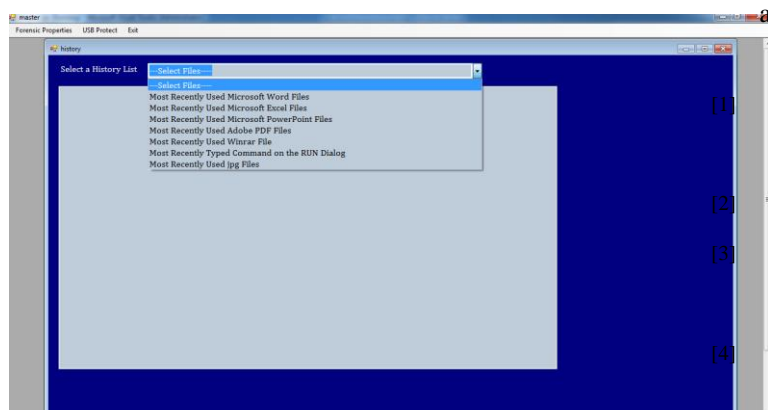 master
a
Forensic Properties USB Protect Exit
history
Select a History List ---Select Files----
---Select Files----
Most Recently Used Microsoft Word Files
[1]
Most Recently Used Microsoft Excel Files
Most Recently Used Microsoft PowerPoint Files
Most Recently Used Adobe PDF Files
Most Recently Used Winrar File
Most Recently Typed Command on the RUN Dialog
Most Recently Used jpg Files
[2]
[3]
[4]